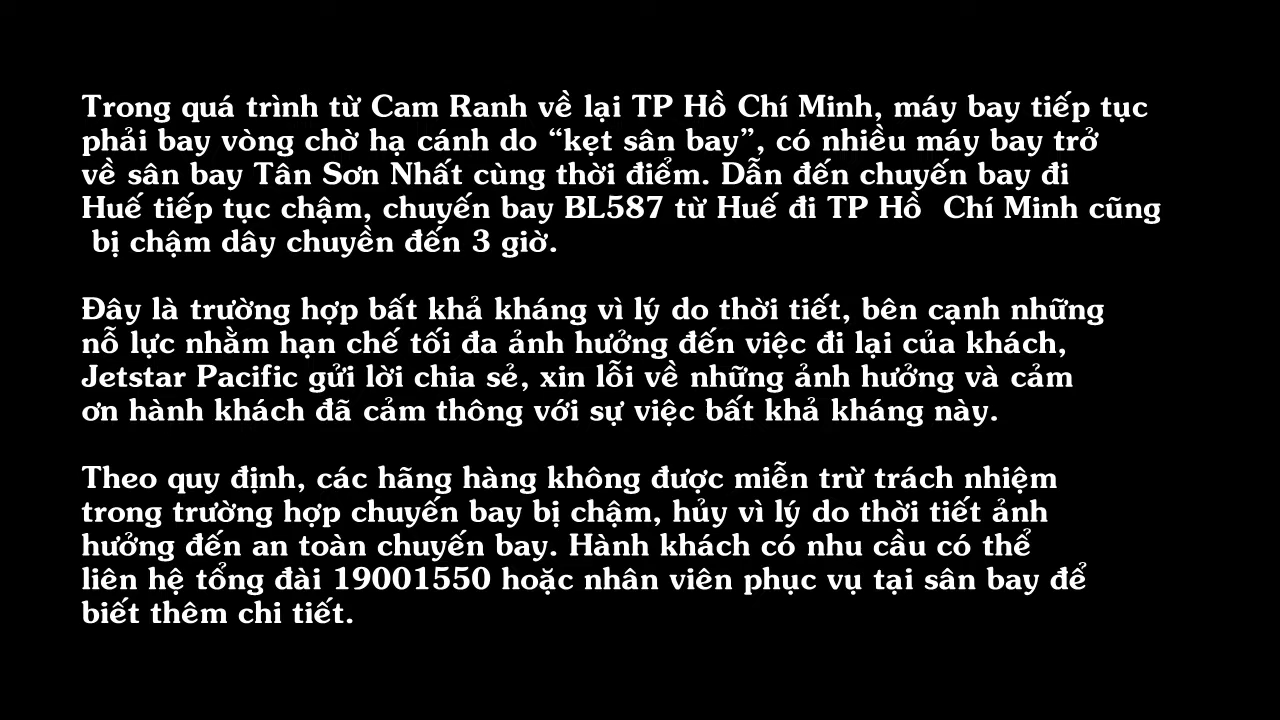 Trong quá trình từ Cam Ranh về lại TP Hồ Chí Minh, máy bay tiếp tục
phải bay vòng chờ hạ cánh do “kẹt sân bay”, có nhiều máy bay trở
về sân bay Tân Sơn Nhất cùng thời điểm. Dẫn đến chuyến bay đi
Huế tiếp tục chậm, chuyến bay BL587 từ Huế đi TP Hồ Chí Minh cũng
bị chậm dây chuyền đến 3 giờ.
Đây là trường hợp bất khả kháng vì lý do thời tiết, bên cạnh những
nỗ lực nhằm hạn chế tối đa ảnh hưởng đến việc đi lại của khách,
Jetstar Pacific gửi lời chia sẻ, xin lỗi về những ảnh hưởng và cảm
ơn hành khách đã cảm thông với sự việc bất khả kháng này.
Theo quy định, các hãng hàng không được miễn trừ trách nhiệm
trong trường hợp chuyến bay bị chậm, hủy vì lý do thời tiết ảnh
hưởng đến an toàn chuyến bay. Hành khách có nhu cầu có thể
liên hệ tổng đài 19001550 hoặc nhân viên phục vụ tại sân bay để
biết thêm chi tiết.